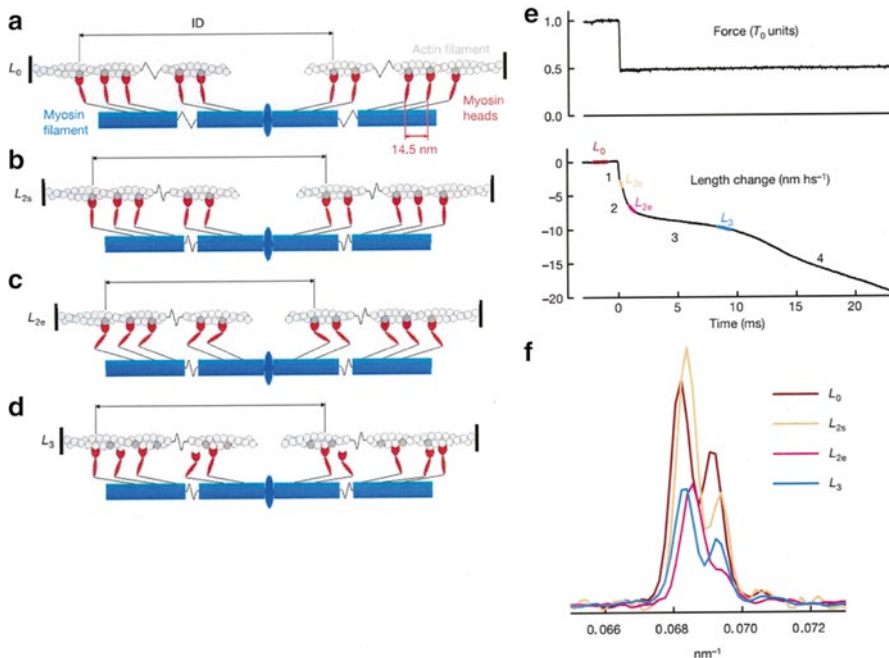 a
ID
Actin filament
L0
Myosin filament
Myosin heads
14.5 nm
b
L2s
c
L2e
d
L3
e
Force (T0 units)
1.0
0.5
0
L0
Length change (nm hs−1)
0
1
L2s
−5
2
L2e
L3
−10
3
4
−15
−20
0
5
10
15
20
Time (ms)
f
L0
L2s
L2e
L3
0.066
0.068
0.070
0.072
nm−1